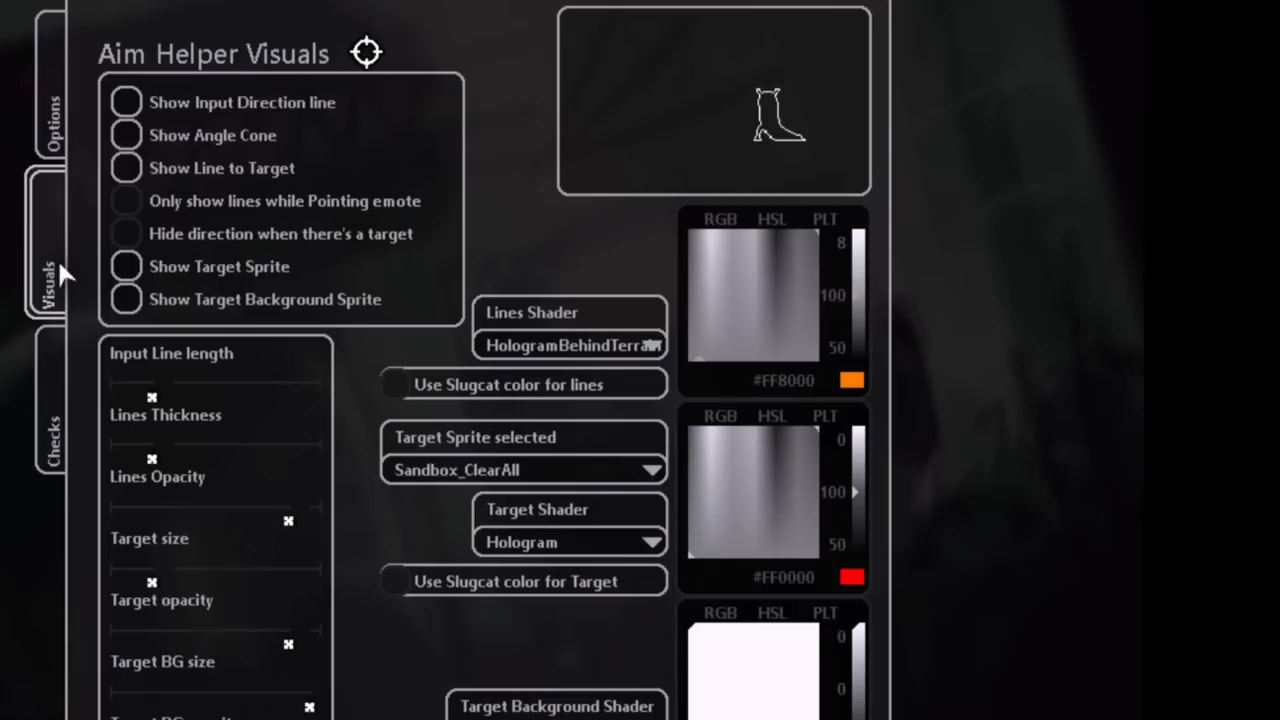 Aim Helper Visuals
Options
Visuals
Checks
Show Input Direction line
Show Angle Cone
Show Line to Target
Only show lines while Pointing emote
Hide direction when there's a target
Show Target Sprite
Show Target Background Sprite
Input Line length
Lines Thickness
Lines Opacity
Target size
Target opacity
Target BG size
Lines Shader
HologramBehindTerrain
Use Slugcat color for lines
Target Sprite selected
Sandbox_ClearAll
Target Shader
Hologram
Use Slugcat color for Target
Target Background Shader
RGB HSL PLT
8
100
50
#FF8000
RGB HSL PLT
0
100
50
#FF0000
RGB HSL PLT
0
0